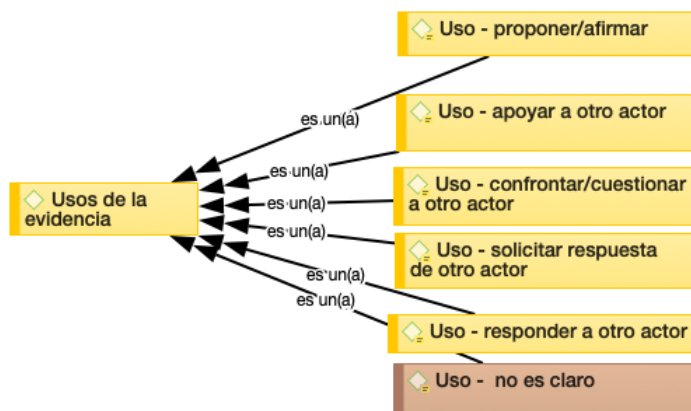 Uso - proponer/afirmar
es un(a)
Uso - apoyar a otro actor
es un(a)
Usos de la
evidencia
es un(a)
Uso - confrontar/cuestionar
a otro actor
es un(a)
Uso - solicitar respuesta
de otro actor
es un(a)
Uso - responder a otro actor
es un(a)
Uso -  no es claro